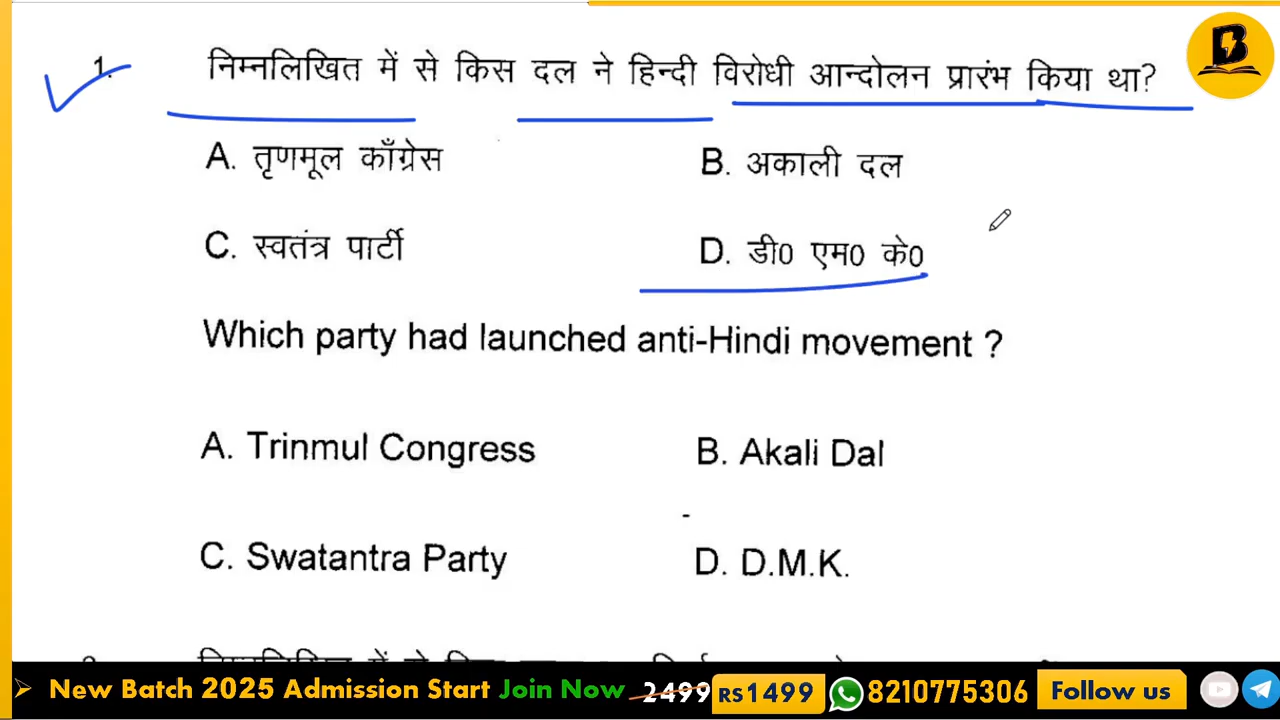 B
1. निम्नलिखित में से किस दल ने हिन्दी विरोधी आन्दोलन प्रारंभ किया था?
A. तृणमूल काँग्रेस B. अकाली दल
C. स्वतंत्र पार्टी D. डी0 एम0 के0
Which party had launched anti-Hindi movement ?
A. Trinmul Congress B. Akali Dal
C. Swatantra Party D. D.M.K.
New Batch 2025 Admission Start Join Now 2499 RS1499 8210775306 Follow us